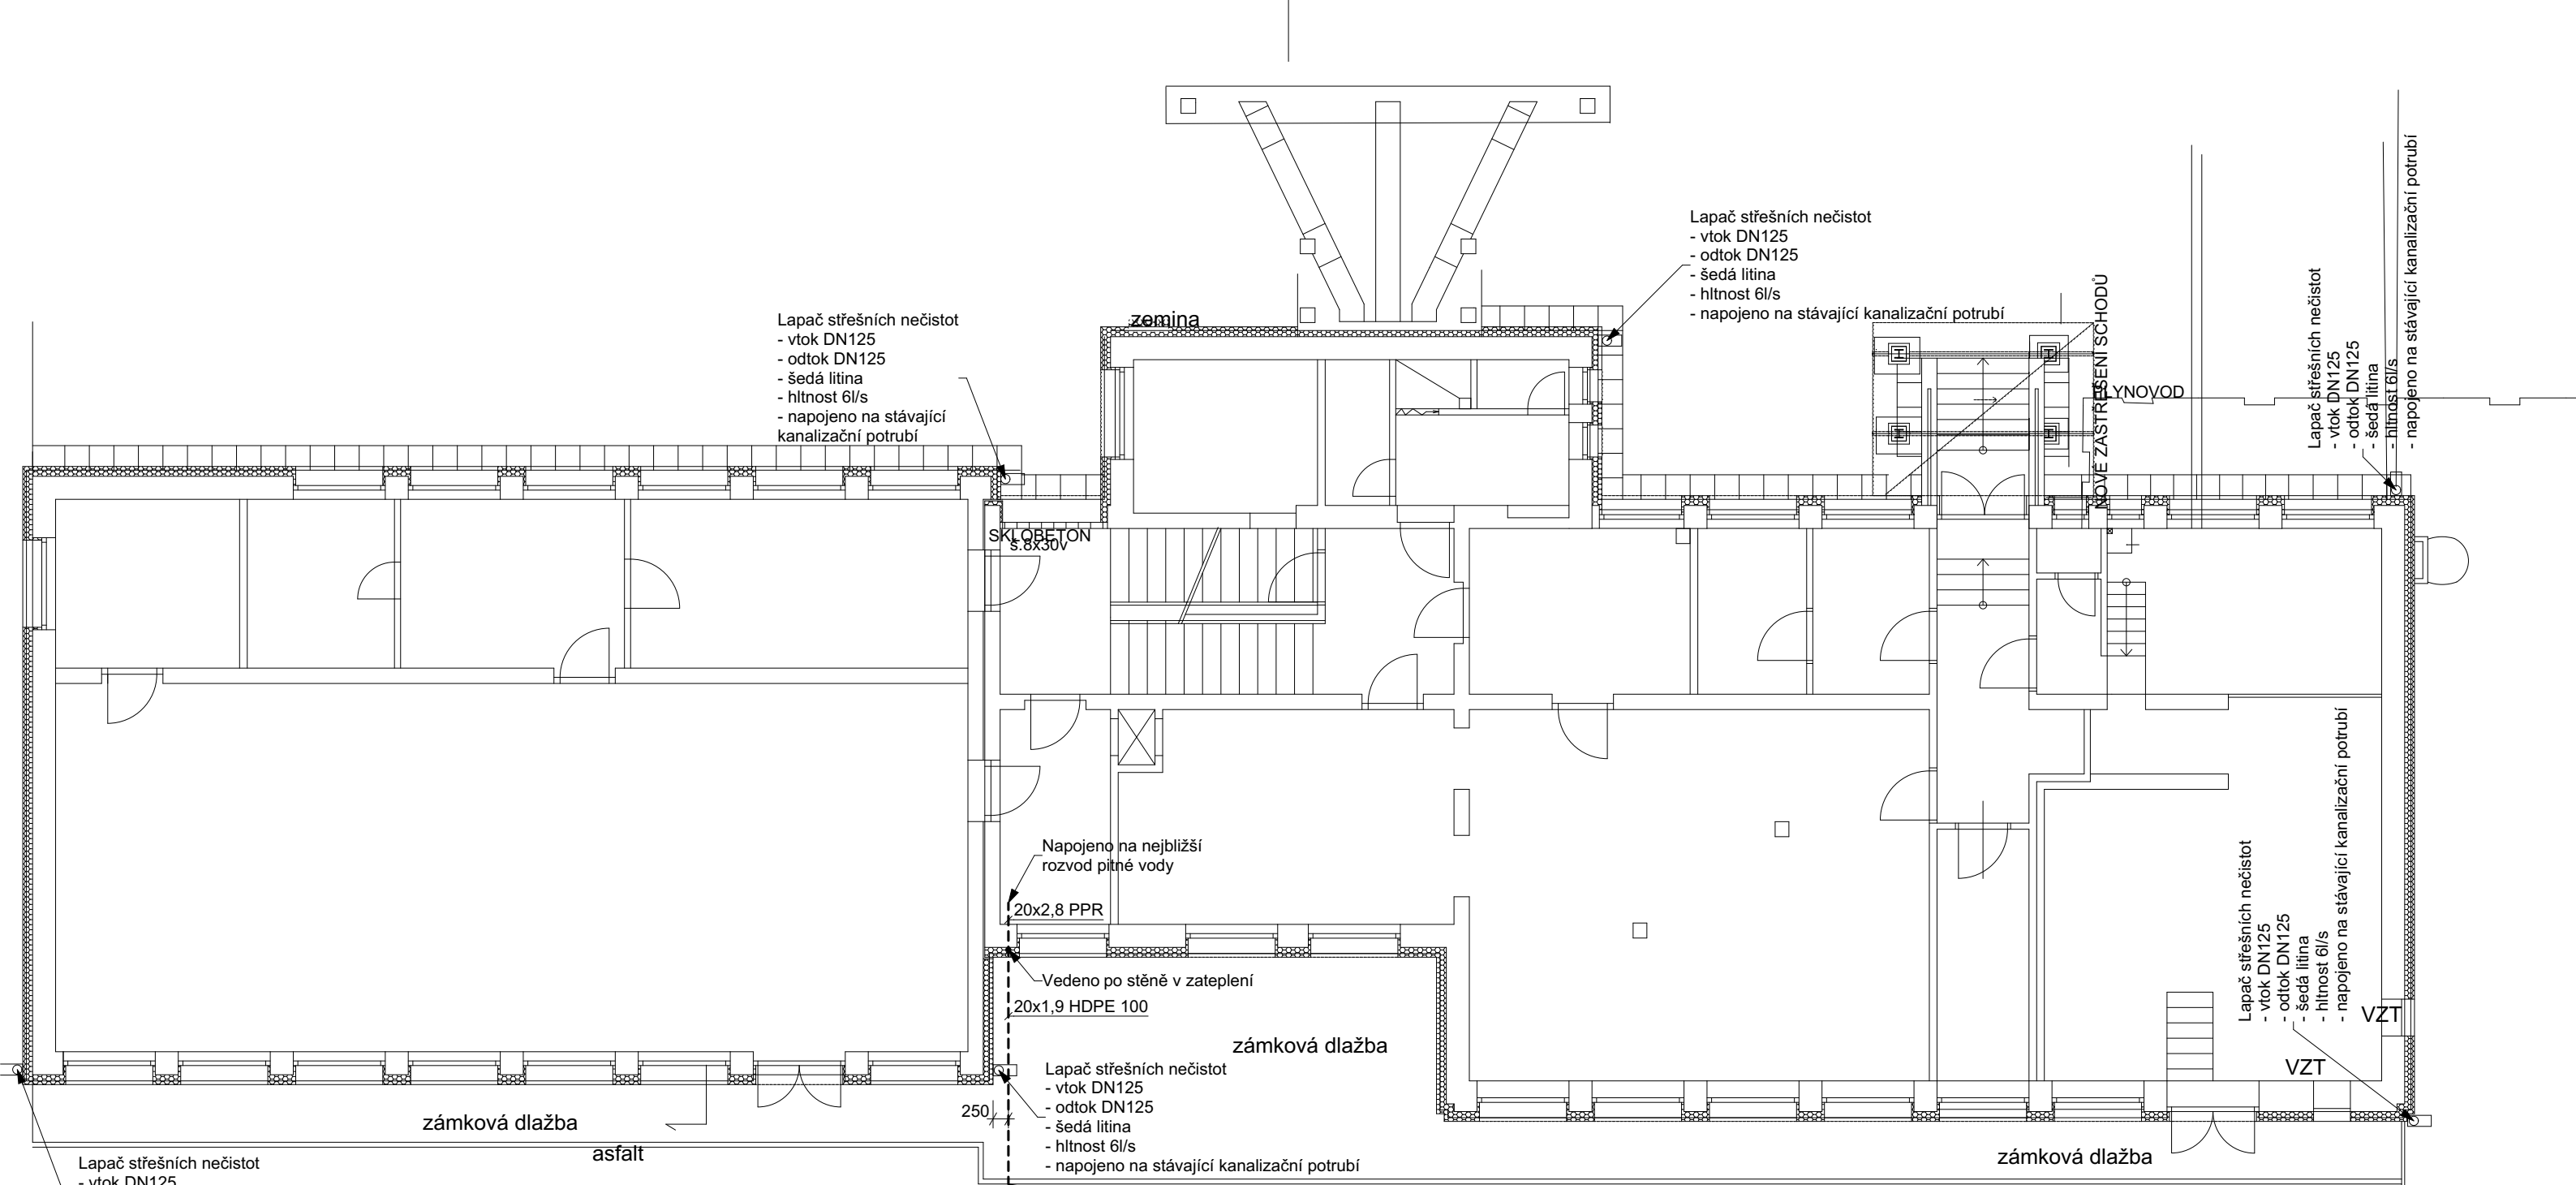 Lapač střešních nečistot
- vtok DN125
- odtok DN125
- šedá litina
- hltnost 6l/s
- napojeno na stávající kanalizační potrubí
Lapač střešních nečistot
- vtok DN125
- odtok DN125
- šedá litina
- hltnost 6l/s
- napojeno na stávající
kanalizační potrubí
zemina
NOVÉ ZASTŘEŠENÍ SCHODŮ
LYNOVOD
Lapač střešních nečistot
- vtok DN125
- odtok DN125
- šedá litina
- hltnost 6l/s
- napojeno na stávající kanalizační potrubí
SKLOBETON
š.8x30v
Napojeno na nejbližší
rozvod pitné vody
20x2,8 PPR
Vedeno po stěně v zateplení
20x1,9 HDPE 100
zámková dlažba
Lapač střešních nečistot
- vtok DN125
- odtok DN125
- šedá litina
- hltnost 6l/s
- napojeno na stávající kanalizační potrubí
VZT
VZT
Lapač střešních nečistot
- vtok DN125
- odtok DN125
- šedá litina
- hltnost 6l/s
- napojeno na stávající kanalizační potrubí
250
zámková dlažba
asfalt
zámková dlažba
Lapač střešních nečistot
- vtok DN125